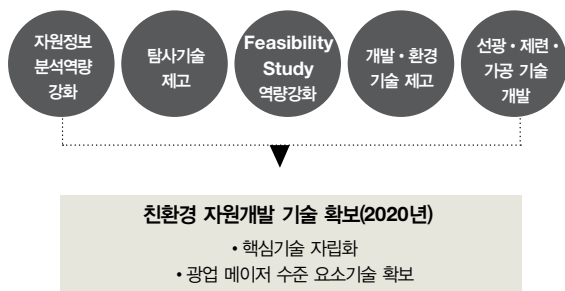 자원정보
분석역량
강화
탐사기술
제고
Feasibility
Study
역량강화
개발・환경
기술 제고
선광・제련・
가공 기술
개발
친환경 자원개발 기술 확보(2020년)
• 핵심기술 자립화
• 광업 메이저 수준 요소기술 확보